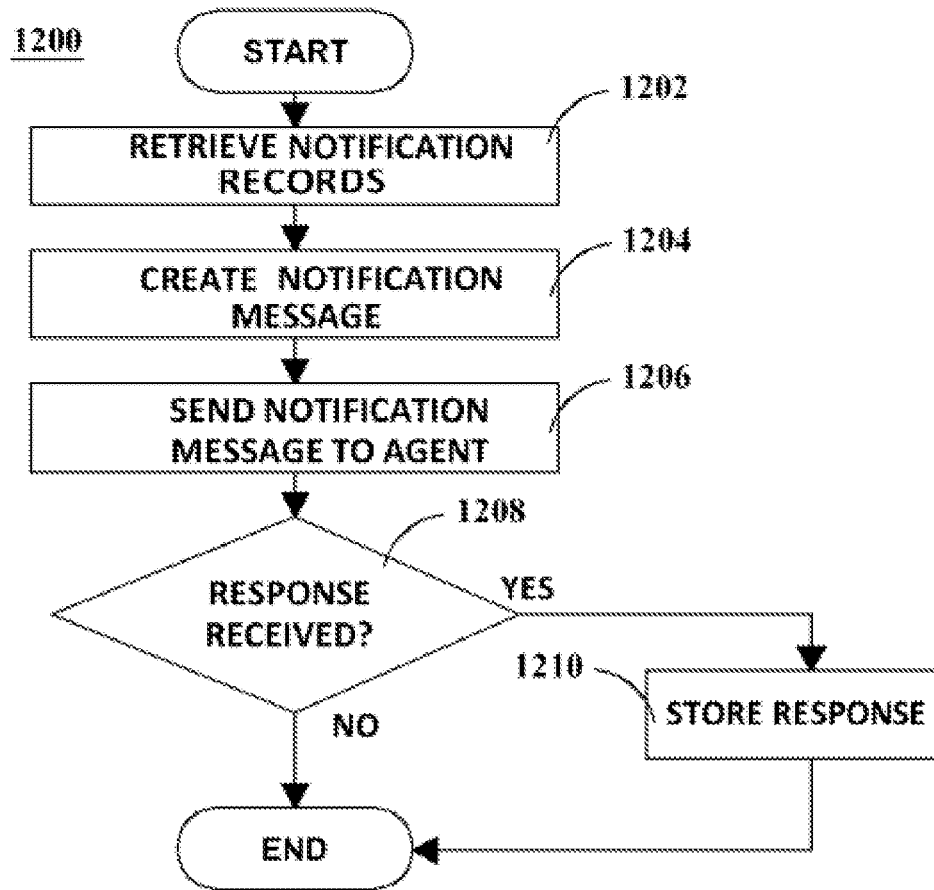 1200
START
1202
RETRIEVE NOTIFICATION
RECORDS
1204
CREATE NOTIFICATION
MESSAGE
1206
SEND NOTIFICATION
MESSAGE TO AGENT
1208
RESPONSE
RECEIVED?
YES
1210
STORE RESPONSE
NO
END